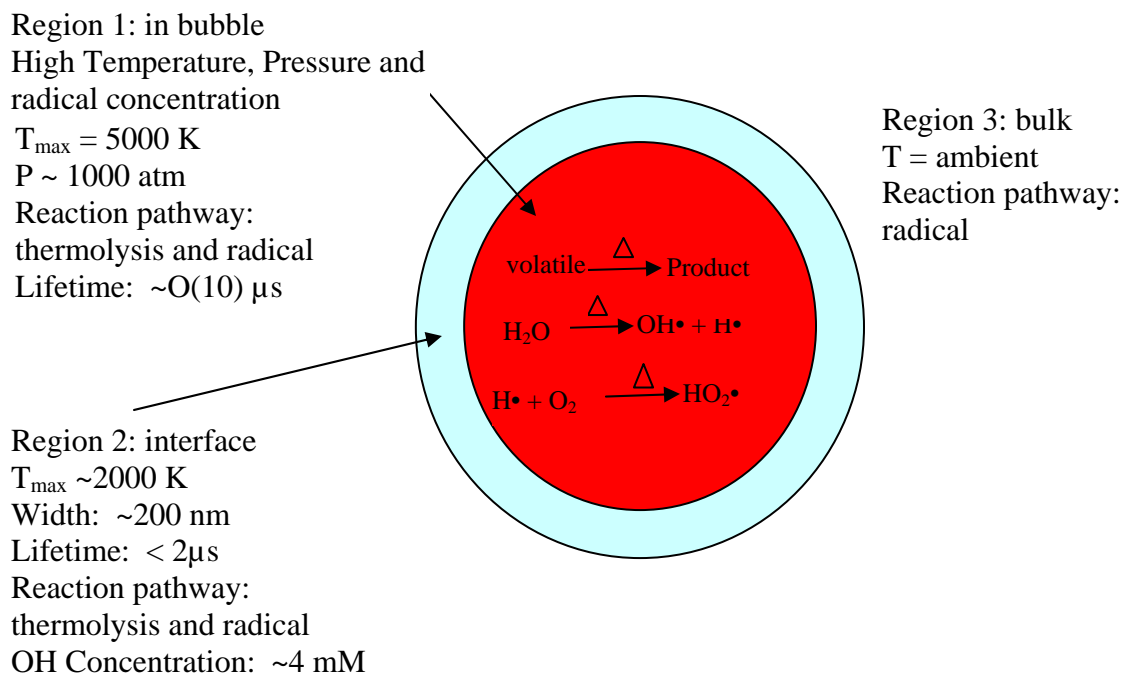 Region 1: in bubble
High Temperature, Pressure and
radical concentration
Tmax = 5000 K
P ~ 1000 atm
Reaction pathway:
thermolysis and radical
Lifetime: ~O(10) µs
Region 2: interface
Tmax ~2000 K
Width: ~200 nm
Lifetime: < 2µs
Reaction pathway:
thermolysis and radical
OH Concentration: ~4 mM
volatile Δ Product
H₂O Δ OH• + H•
H• + O₂ Δ HO₂•
Region 3: bulk
T = ambient
Reaction pathway:
radical